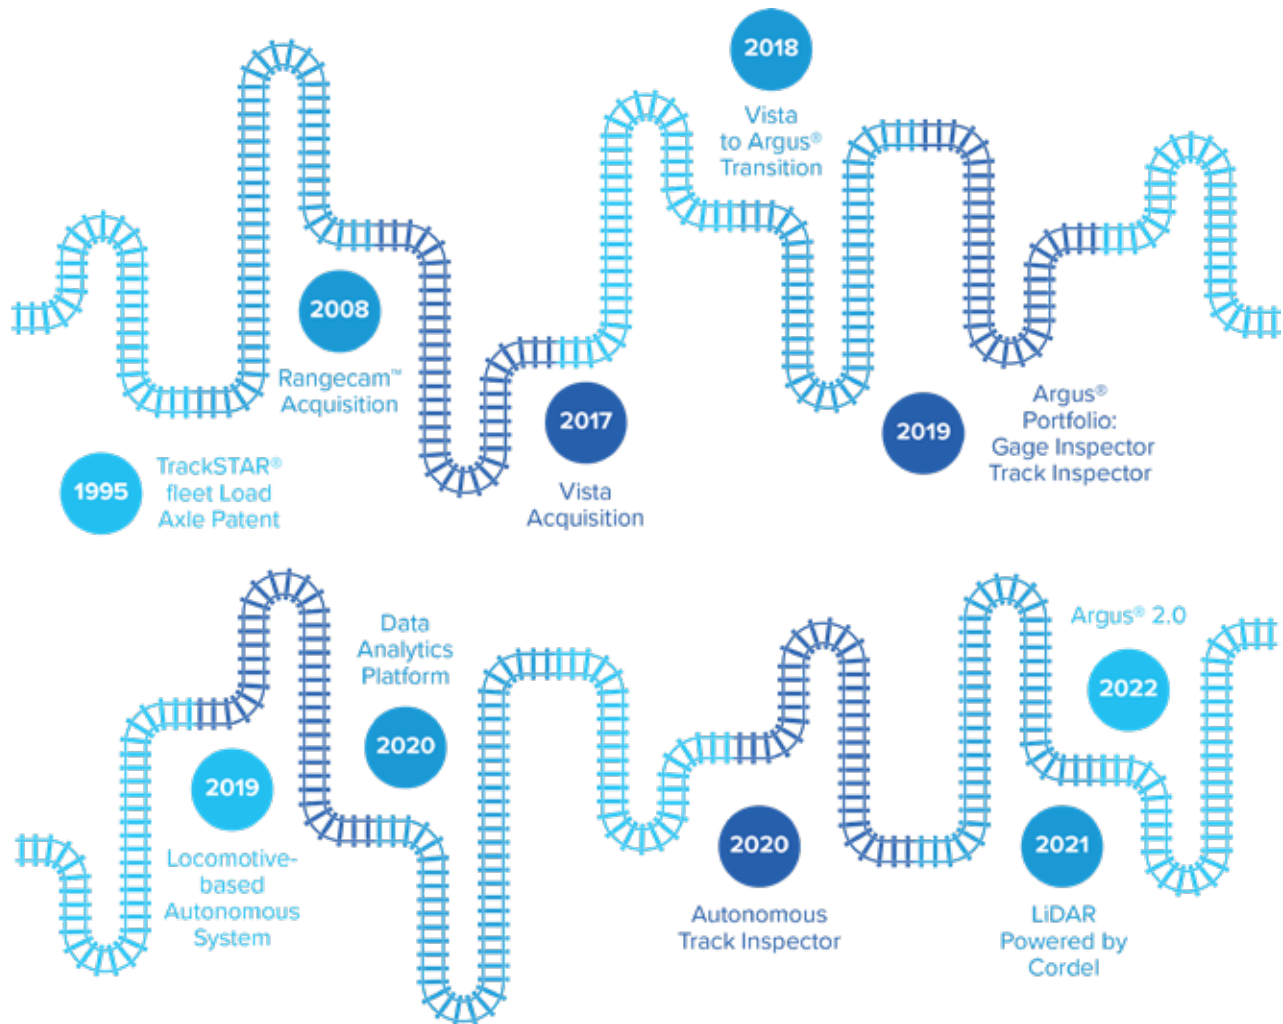 1995
TrackSTAR®
fleet Load
Axle Patent
2008
Rangecam™
Acquisition
2017
Vista
Acquisition
2018
Vista
to Argus®
Transition
2019
Argus®
Portfolio:
Gage Inspector
Track Inspector
2019
Locomotive-
based
Autonomous
System
Data
Analytics
Platform
2020
2020
Autonomous
Track Inspector
2021
LiDAR
Powered by
Cordel
Argus® 2.0
2022